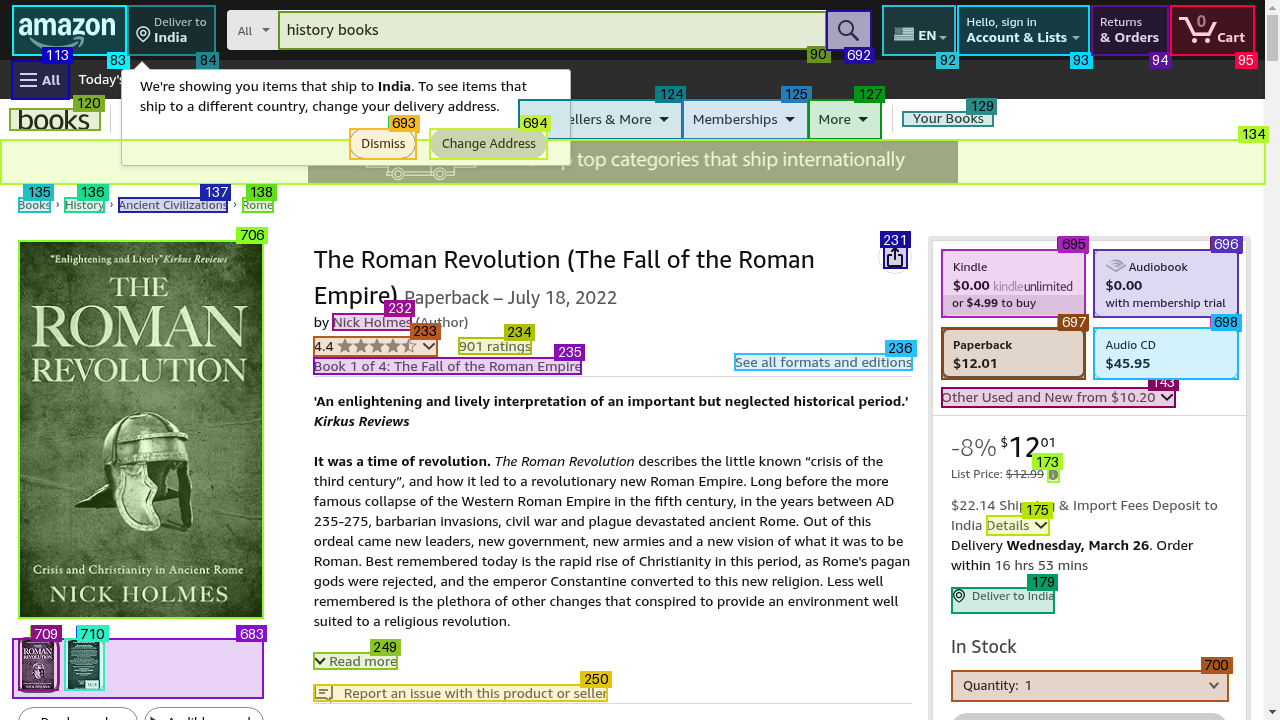 amazon
Deliver to
India
All
history books
EN
Hello, sign in
Account & Lists
Returns
& Orders
0
Cart
113
83
84
90
692
92
93
94
95
All
Today's
We're showing you items that ship to India. To see items that
ship to a different country, change your delivery address.
693
694
Dismiss
Change Address
120
books
124
125
127
129
ellers & More
Memberships
More
Your Books
134
top categories that ship internationally
135
136
137
138
Books › History › Ancient Civilizations › Rome
706
"Enlightening and Lively" Kirkus Reviews
THE
ROMAN
REVOLUTION
Crisis and Christianity in Ancient Rome
NICK HOLMES
709
710
683
231
The Roman Revolution (The Fall of the Roman
Empire) Paperback – July 18, 2022
232
by Nick Holmes (Author)
233
234
4.4
901 ratings
235
236
Book 1 of 4: The Fall of the Roman Empire
See all formats and editions
'An enlightening and lively interpretation of an important but neglected historical period.'
Kirkus Reviews
It was a time of revolution. The Roman Revolution describes the little known “crisis of the
third century”, and how it led to a revolutionary new Roman Empire. Long before the more
famous collapse of the Western Roman Empire in the fifth century, in the years between AD
235-275, barbarian invasions, civil war and plague devastated ancient Rome. Out of this
ordeal came new leaders, new government, new armies and a new vision of what it was to be
Roman. Best remembered today is the rapid rise of Christianity in this period, as Rome's pagan
gods were rejected, and the emperor Constantine converted to this new religion. Less well
remembered is the plethora of other changes that conspired to provide an environment well
suited to a religious revolution.
249
Read more
250
Report an issue with this product or seller
695
696
Kindle
$0.00 kindleunlimited
or $4.99 to buy
Audiobook
$0.00
with membership trial
697
698
Paperback
$12.01
Audio CD
$45.95
143
Other Used and New from $10.20
-8% $12 01
173
List Price: $12.99
$22.14 Ship & Import Fees Deposit to
175
India Details
Delivery Wednesday, March 26. Order
within 16 hrs 53 mins
179
Deliver to India
In Stock
700
Quantity: 1